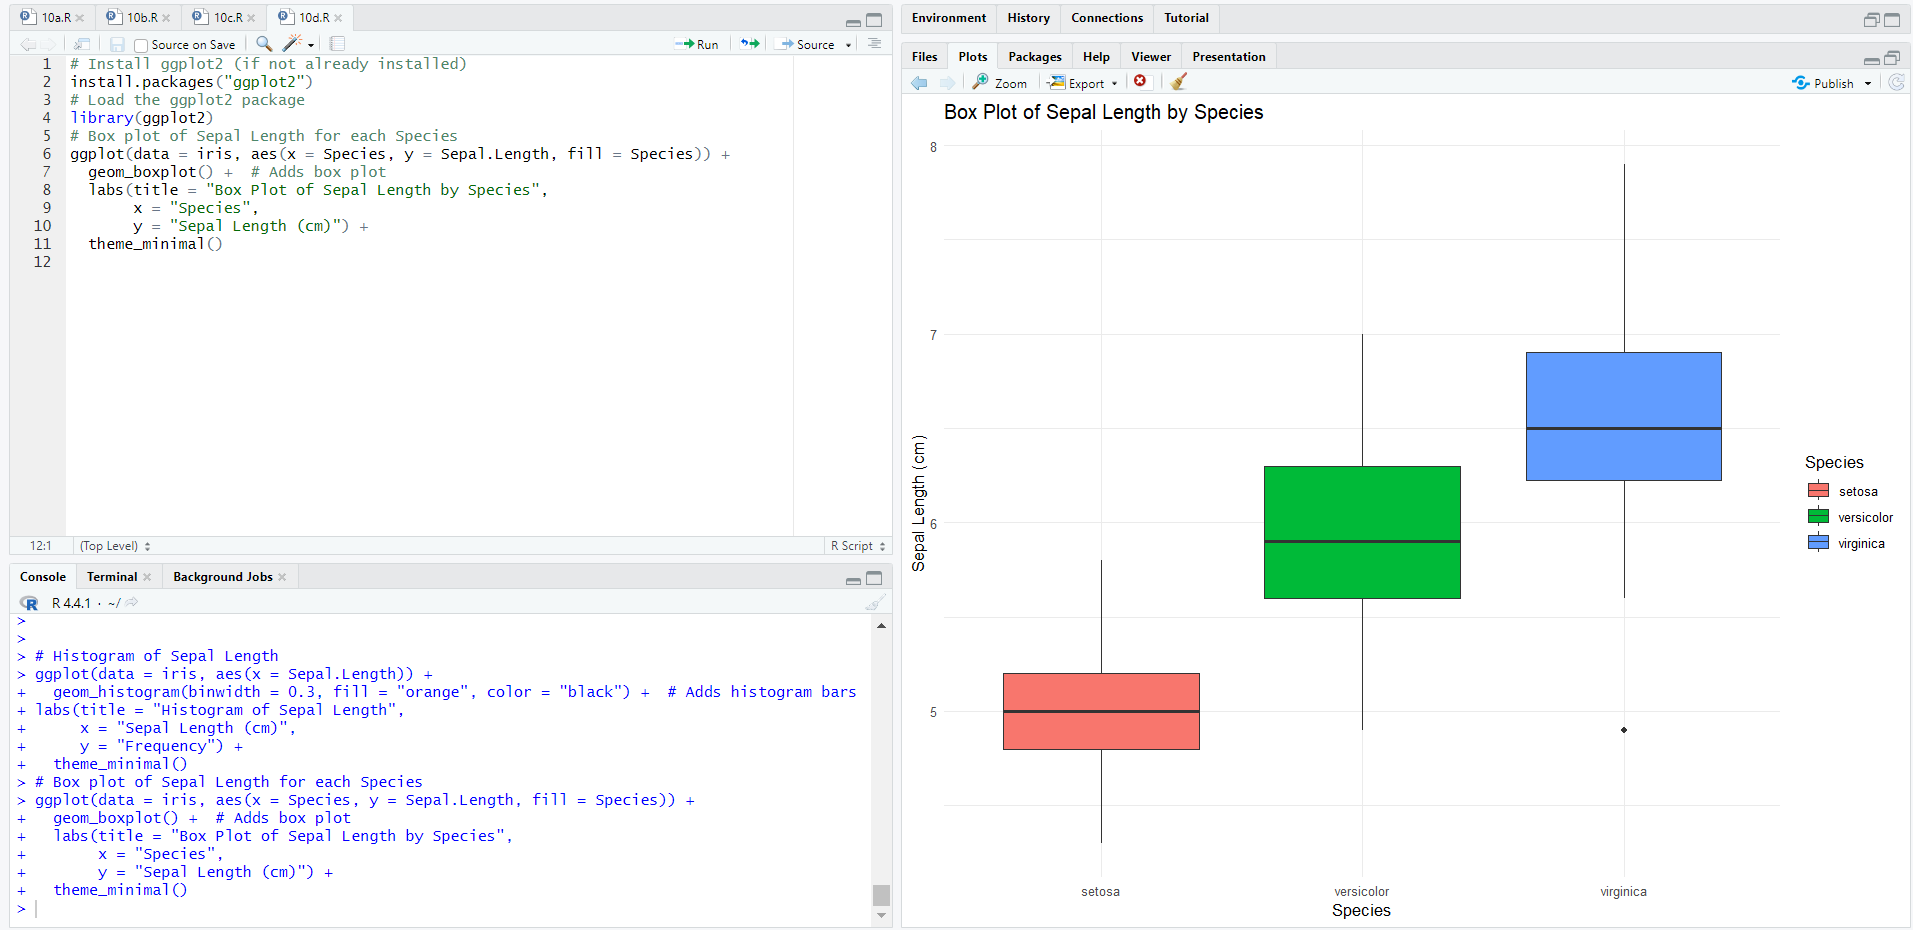 10a.R 10b.R 10c.R 10d.R
Source on Save Run Source
1 # Install ggplot2 (if not already installed)
2 install.packages("ggplot2")
3 # Load the ggplot2 package
4 library(ggplot2)
5 # Box plot of Sepal Length for each Species
6 ggplot(data = iris, aes(x = Species, y = Sepal.Length, fill = Species)) +
7   geom_boxplot() +  # Adds box plot
8   labs(title = "Box Plot of Sepal Length by Species",
9        x = "Species",
10        y = "Sepal Length (cm)") +
11   theme_minimal()
12
12:1 (Top Level) R Script
Console Terminal Background Jobs
R R 4.4.1 · ~/
>
>
> # Histogram of Sepal Length
> ggplot(data = iris, aes(x = Sepal.Length)) +
+   geom_histogram(binwidth = 0.3, fill = "orange", color = "black") +  # Adds histogram bars
+ labs(title = "Histogram of Sepal Length",
+      x = "Sepal Length (cm)",
+      y = "Frequency") +
+   theme_minimal()
> # Box plot of Sepal Length for each Species
> ggplot(data = iris, aes(x = Species, y = Sepal.Length, fill = Species)) +
+   geom_boxplot() +  # Adds box plot
+   labs(title = "Box Plot of Sepal Length by Species",
+        x = "Species",
+        y = "Sepal Length (cm)") +
+   theme_minimal()
>
Environment History Connections Tutorial
Files Plots Packages Help Viewer Presentation
Zoom Export Publish
Box Plot of Sepal Length by Species
8
7
6
5
Sepal Length (cm)
setosa versicolor virginica
Species
Species
setosa
versicolor
virginica